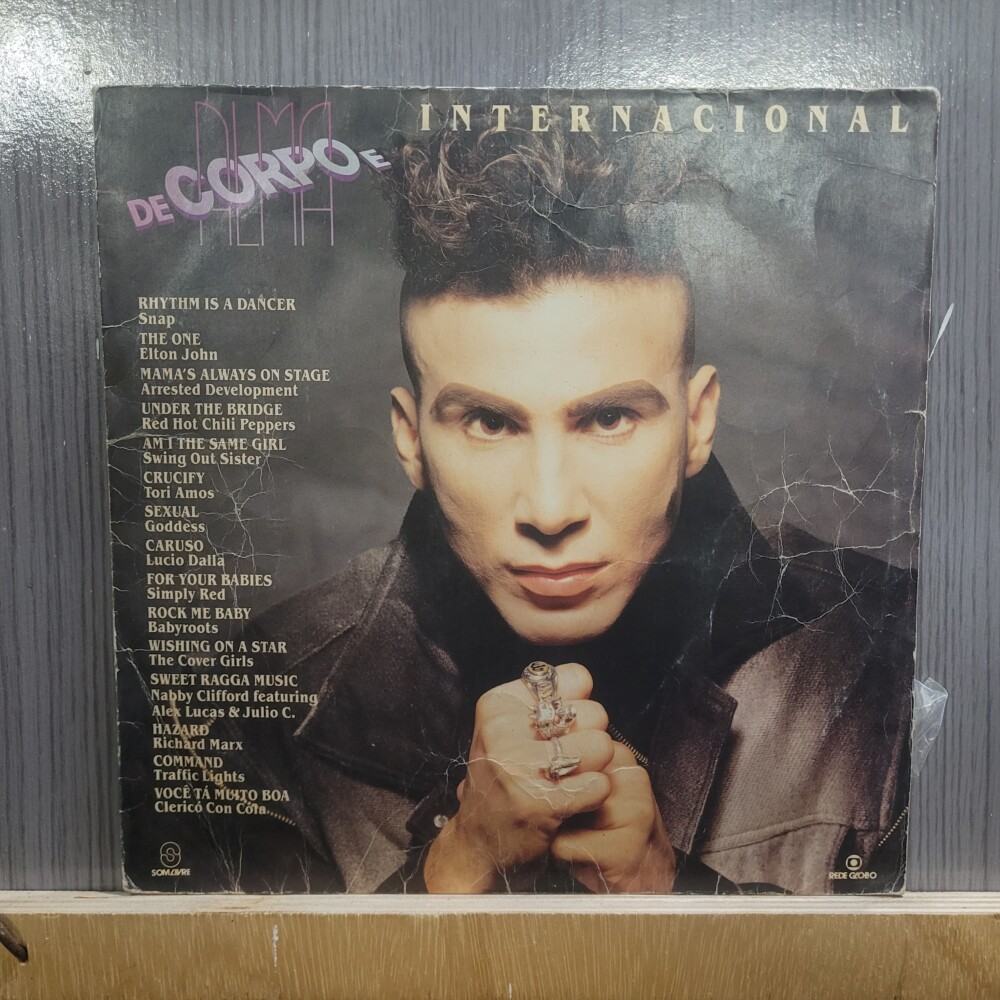 INTERNACIONAL
DE CORPO E
ALMA
RHYTHM IS A DANCER
Snap
THE ONE
Elton John
MAMA'S ALWAYS ON STAGE
Arrested Development
UNDER THE BRIDGE
Red Hot Chili Peppers
AM I THE SAME GIRL
Swing Out Sister
CRUCIFY
Tori Amos
SEXUAL
Goddess
CARUSO
Lucio Dalla
FOR YOUR BABIES
Simply Red
ROCK ME BABY
Babyroots
WISHING ON A STAR
The Cover Girls
SWEET RAGGA MUSIC
Nabby Clifford featuring
Alex Lucas & Julio C.
HAZARD
Richard Marx
COMMAND
Traffic Lights
VOCÊ TÁ MUITO BOA
Clericó Con Cola
SOM LIVRE
REDE GLOBO